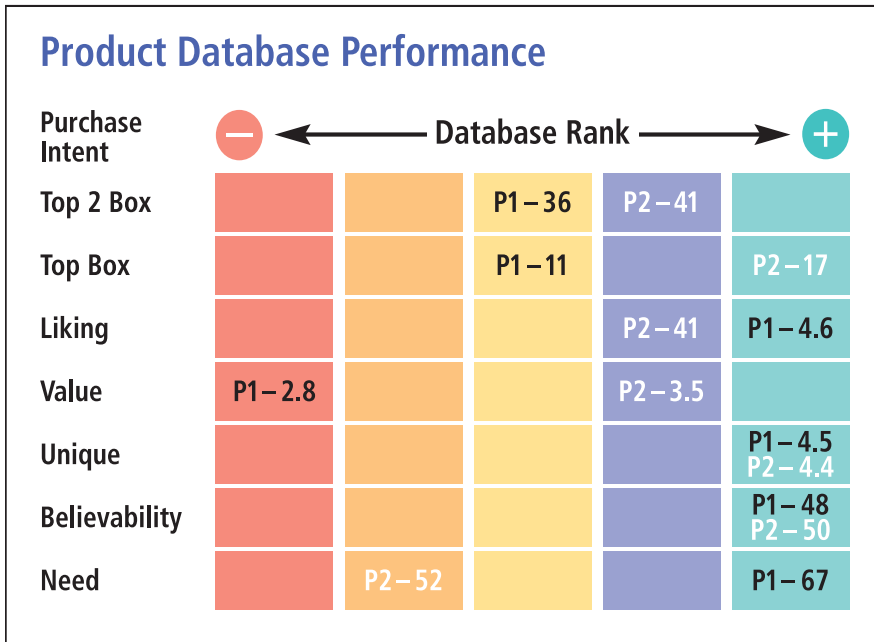 Product Database Performance
Purchase
Intent
− Database Rank +
Top 2 Box P1–36 P2–41
Top Box P1–11 P2–17
Liking P2–41 P1–4.6
Value P1–2.8 P2–3.5
Unique P1–4.5
P2–4.4
Believability P1–48
P2–50
Need P2–52 P1–67